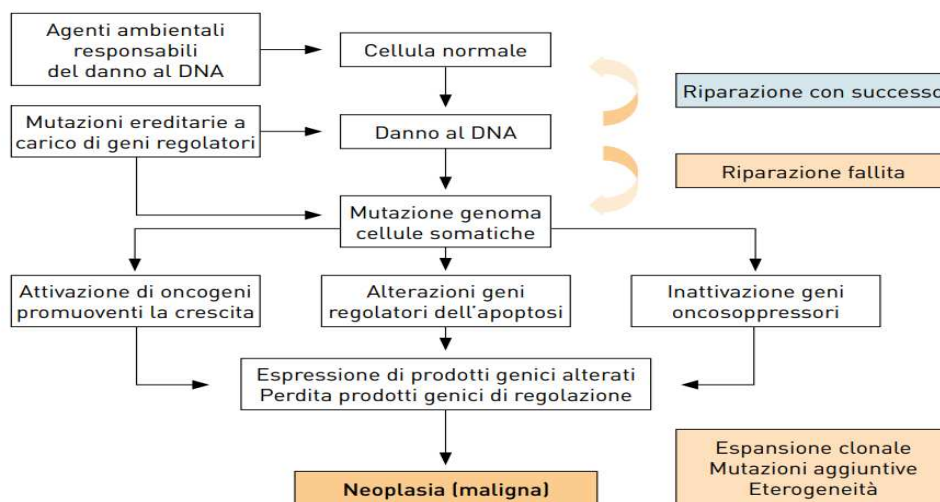 Agenti ambientali
responsabili
del danno al DNA
Cellula normale
Riparazione con successo
Mutazioni ereditarie a
carico di geni regolatori
Danno al DNA
Riparazione fallita
Mutazione genoma
cellule somatiche
Attivazione di oncogeni
promuoventi la crescita
Alterazioni geni
regolatori dell'apoptosi
Inattivazione geni
oncosoppressori
Espressione di prodotti genici alterati
Perdita prodotti genici di regolazione
Espansione clonale
Mutazioni aggiuntive
Eterogeneità
Neoplasia (maligna)